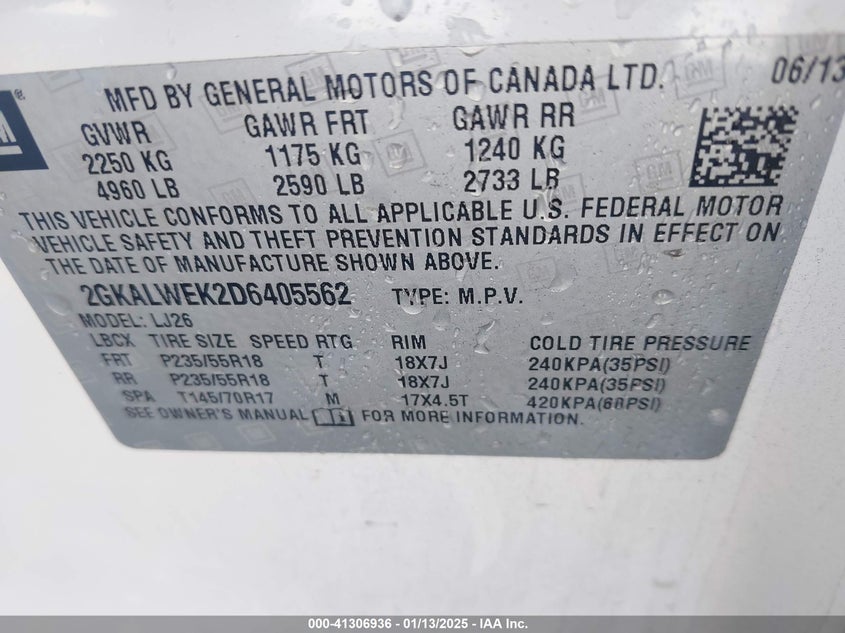 MFD BY GENERAL MOTORS OF CANADA LTD. 06/13
GVWR GAWR FRT GAWR RR
2250 KG 1175 KG 1240 KG
4960 LB 2590 LB 2733 LB
THIS VEHICLE CONFORMS TO ALL APPLICABLE U.S. FEDERAL MOTOR
VEHICLE SAFETY AND THEFT PREVENTION STANDARDS IN EFFECT ON
THE DATE OF MANUFACTURE SHOWN ABOVE.
2GKALWEK2D6405562 TYPE: M.P.V.
MODEL: LJ26
LBCX TIRE SIZE SPEED RTG RIM COLD TIRE PRESSURE
FRT P235/55R18 T 18X7J 240KPA(35PSI)
RR P235/55R18 T 18X7J 240KPA(35PSI)
SPA T145/70R17 M 17X4.5T 420KPA(60PSI)
SEE OWNER'S MANUAL FOR MORE INFORMATION.
000-41306936 - 01/13/2025 - IAA Inc.